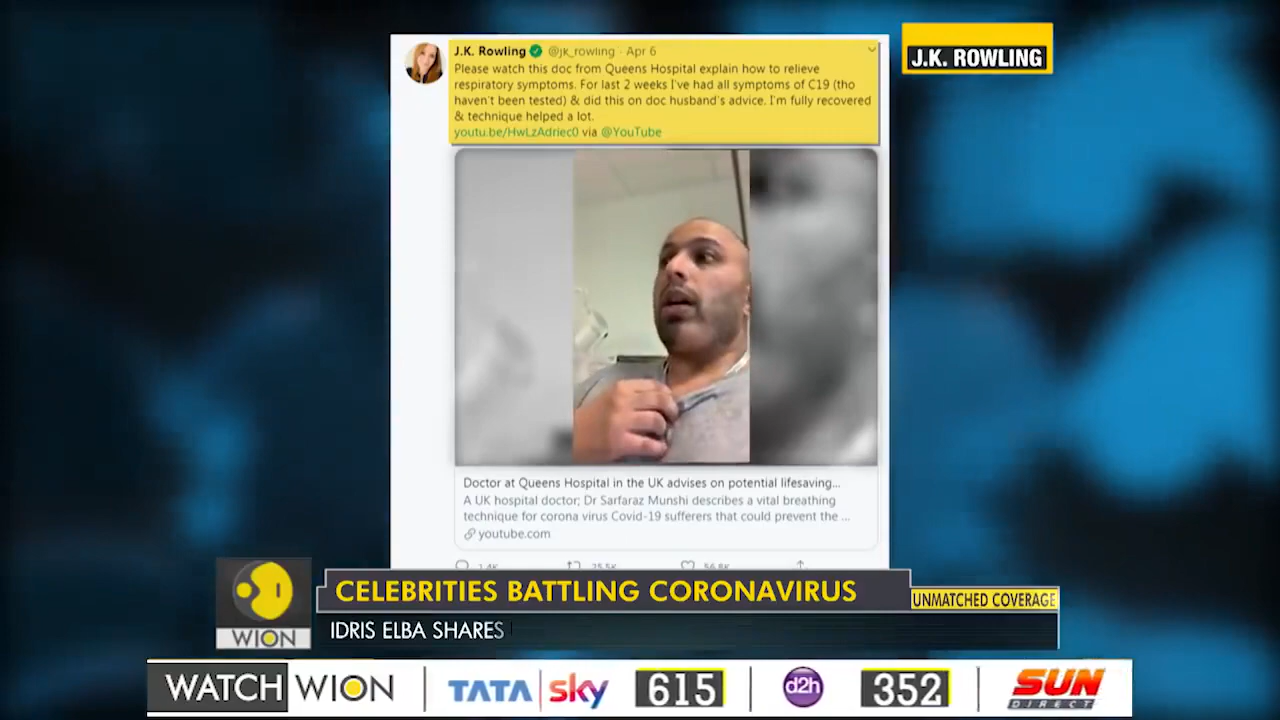 J.K. Rowling @jk_rowling · Apr 6
Please watch this doc from Queens Hospital explain how to relieve
respiratory symptoms. For last 2 weeks I've had all symptoms of C19 (tho
haven't been tested) & did this on doc husband's advice. I'm fully recovered
& technique helped a lot.
youtu.be/HwLzAdriec0 via @YouTube
J.K. ROWLING
Doctor at Queens Hospital in the UK advises on potential lifesaving...
A UK hospital doctor; Dr Sarfaraz Munshi describes a vital breathing
technique for corona virus Covid-19 sufferers that could prevent the ...
youtube.com
CELEBRITIES BATTLING CORONAVIRUS
UNMATCHED COVERAGE
WION
IDRIS ELBA SHARES
WATCH WION TATA sky 615 d2h 352 SUN DIRECT